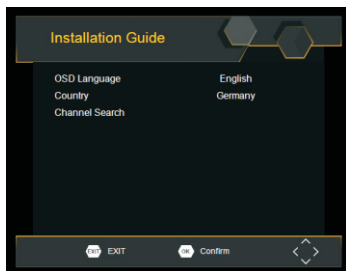 Installation Guide
OSD Language English
Country Germany
Channel Search
EXIT EXIT OK Confirm